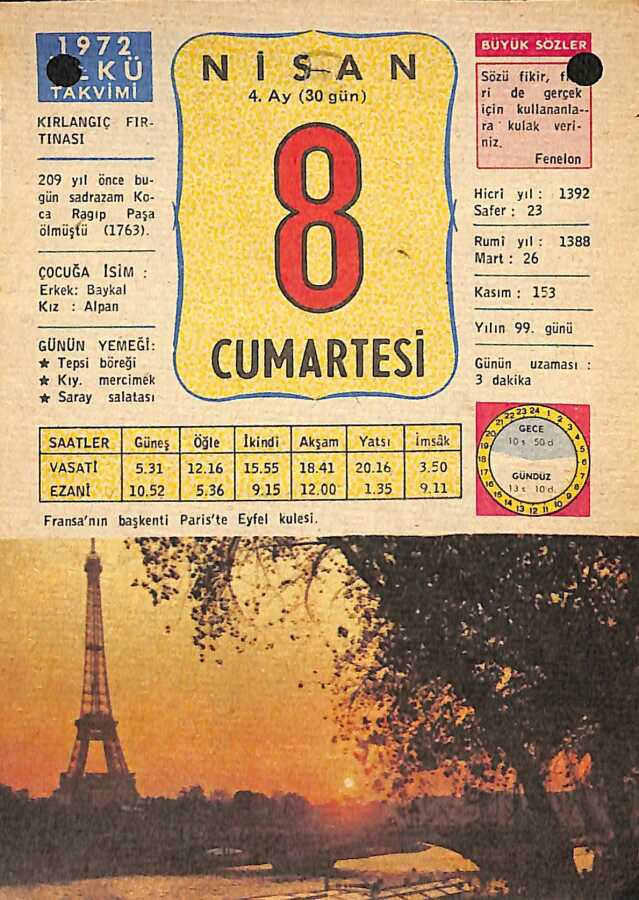 1972
TAKVİMİ
KIRLANGIÇ FIR-
TINASI
209 yıl önce bu-
gün sadrazam Ko-
ca Ragıp Paşa
ölmüştü (1763).
ÇOCUĞA İSİM :
Erkek: Baykal
Kız : Alpan
GÜNÜN YEMEĞİ:
★ Tepsi böreği
★ Kıy. mercimek
★ Saray salatası
NİSAN
4. Ay (30 gün)
8
CUMARTESİ
BÜYÜK SÖZLER
Sözü fikir,
ri de gerçek
için kullananla-
ra kulak veri-
niz.
Fenelon
Hicri yıl : 1392
Safer : 23
Rumi yıl : 1388
Mart : 26
Kasım : 153
Yılın 99. günü
Günün uzaması :
3 dakika
SAATLER Güneş Öğle İkindi Akşam Yatsı İmsâk
VASATİ 5.31 12.16 15.55 18.41 20.16 3.50
EZANİ 10.52 5.36 9.15 12.00 1.35 9.11
GECE
10 s 50 d.
GÜNDÜZ
13 s 10 d.
Fransa'nın başkenti Paris'te Eyfel kulesi.